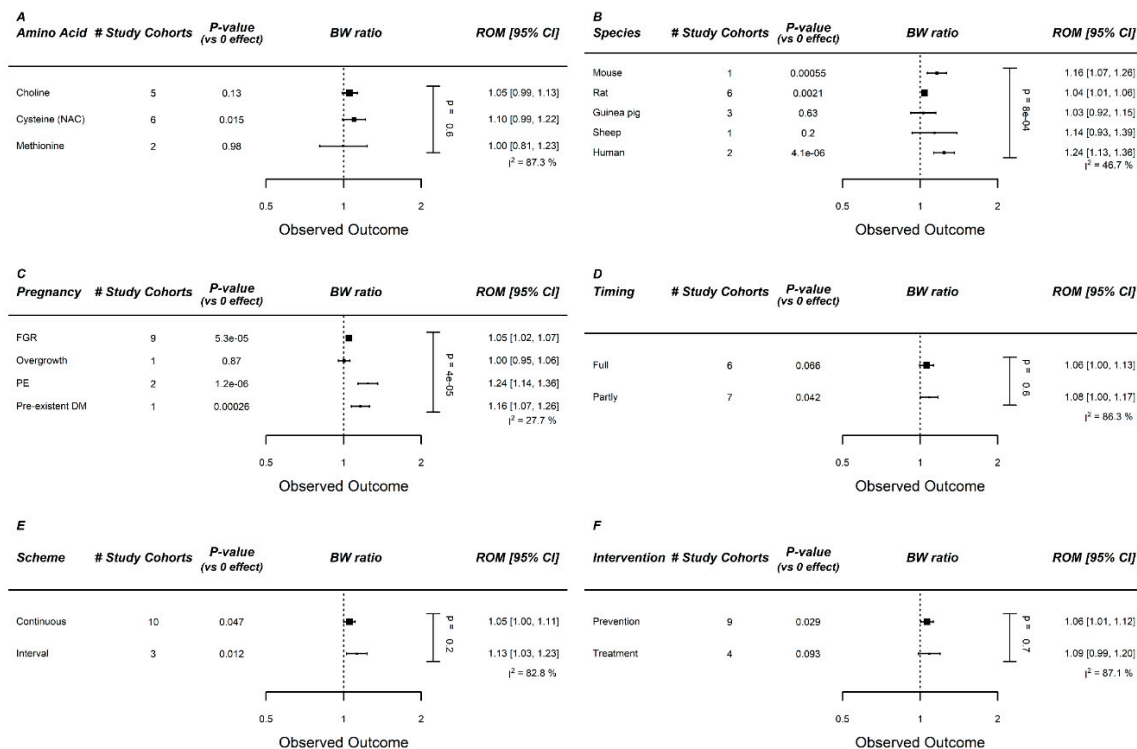 A
Amino Acid # Study Cohorts P-value (vs 0 effect) BW ratio ROM [95% CI]
Choline 5 0.13 1.05 [0.99, 1.13]
Cysteine (NAC) 6 0.015 1.10 [0.99, 1.22]
Methionine 2 0.98 1.00 [0.81, 1.23]
p = 0.6
I² = 87.3 %
0.5 1 2
Observed Outcome
B
Species # Study Cohorts P-value (vs 0 effect) BW ratio ROM [95% CI]
Mouse 1 0.00055 1.16 [1.07, 1.26]
Rat 6 0.0021 1.04 [1.01, 1.06]
Guinea pig 3 0.63 1.03 [0.92, 1.15]
Sheep 1 0.2 1.14 [0.93, 1.39]
Human 2 4.1e-06 1.24 [1.13, 1.36]
p = 8e-04
I² = 46.7 %
0.5 1 2
Observed Outcome
C
Pregnancy # Study Cohorts P-value (vs 0 effect) BW ratio ROM [95% CI]
FGR 9 5.3e-05 1.05 [1.02, 1.07]
Overgrowth 1 0.87 1.00 [0.95, 1.06]
PE 2 1.2e-06 1.24 [1.14, 1.36]
Pre-existent DM 1 0.00026 1.16 [1.07, 1.26]
p = 4e-05
I² = 27.7 %
0.5 1 2
Observed Outcome
D
Timing # Study Cohorts P-value (vs 0 effect) BW ratio ROM [95% CI]
Full 6 0.066 1.06 [1.00, 1.13]
Partly 7 0.042 1.08 [1.00, 1.17]
p = 0.6
I² = 86.3 %
0.5 1 2
Observed Outcome
E
Scheme # Study Cohorts P-value (vs 0 effect) BW ratio ROM [95% CI]
Continuous 10 0.047 1.05 [1.00, 1.11]
Interval 3 0.012 1.13 [1.03, 1.23]
p = 0.2
I² = 82.8 %
0.5 1 2
Observed Outcome
F
Intervention # Study Cohorts P-value (vs 0 effect) BW ratio ROM [95% CI]
Prevention 9 0.029 1.06 [1.01, 1.12]
Treatment 4 0.093 1.09 [0.99, 1.20]
p = 0.7
I² = 87.1 %
0.5 1 2
Observed Outcome